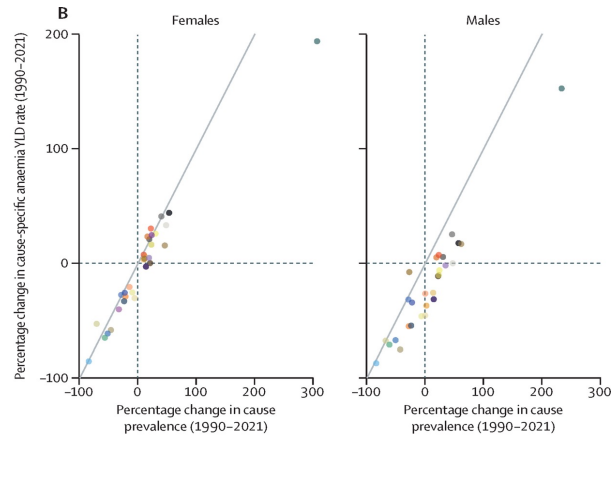 B
Females
Males
Percentage change in cause-specific anaemia YLD rate (1990–2021)
200
100
0
–100
–100
0
100
200
300
–100
0
100
200
300
Percentage change in cause
prevalence (1990–2021)
Percentage change in cause
prevalence (1990–2021)